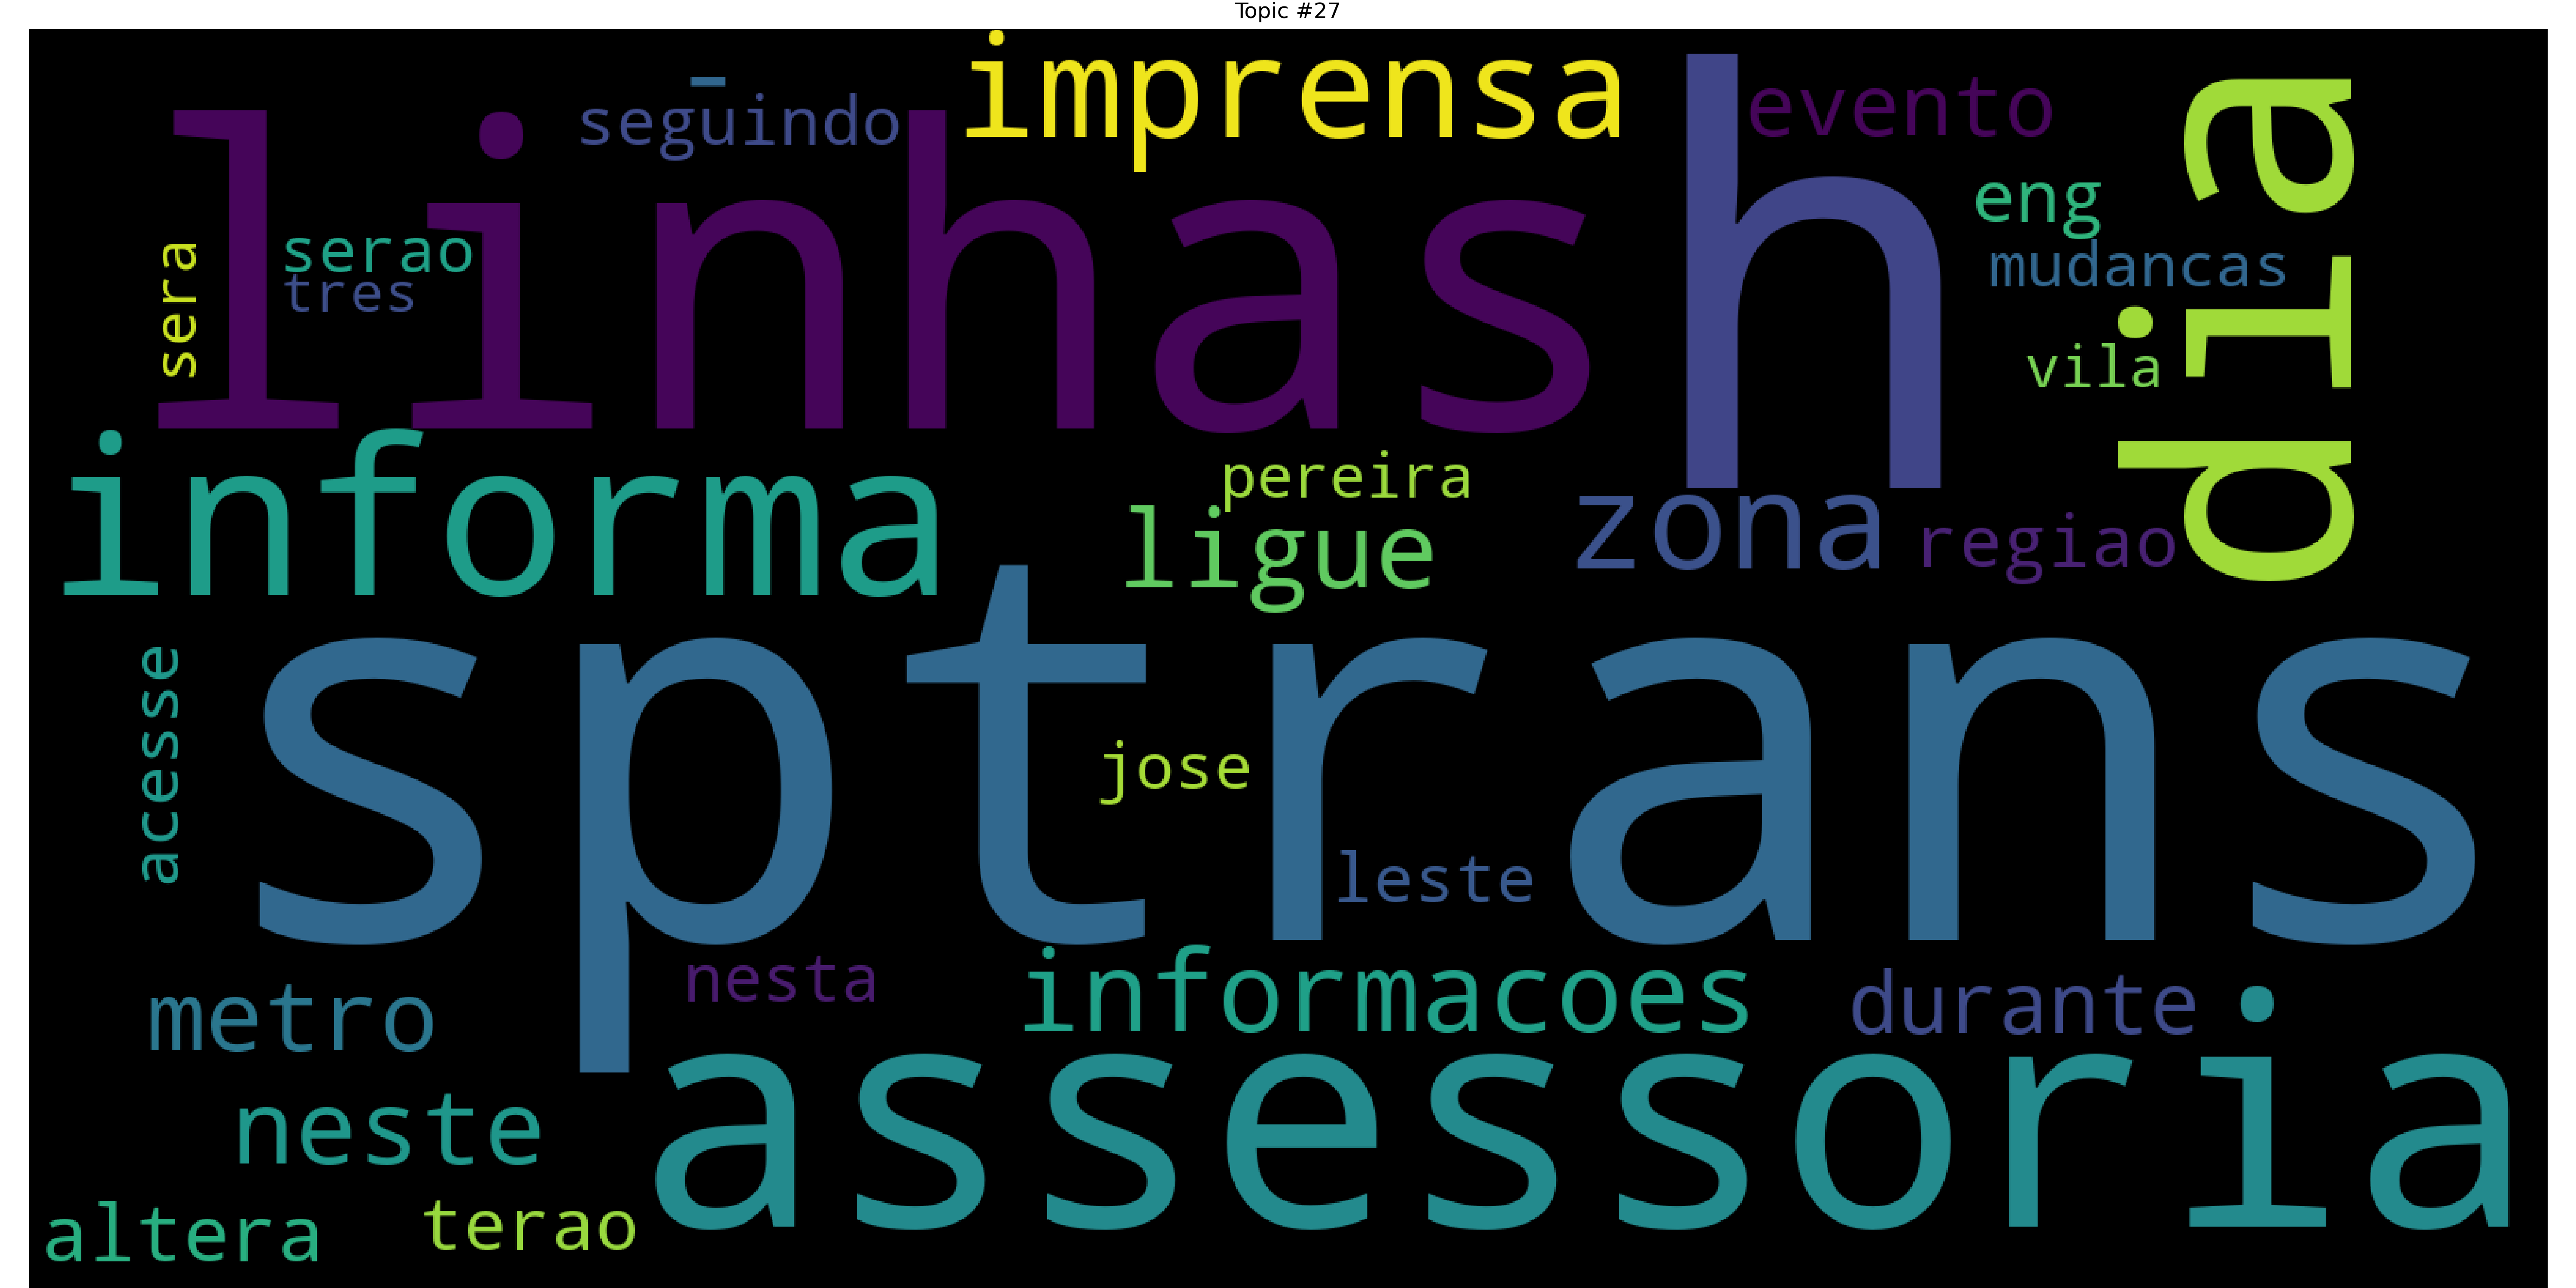 Topic #27
imprensa
-
seguindo
evento
linhas
h
dia
eng
serao
mudancas
sera
tres
vila
informa
pereira
ligue
zona
regiao
sptrans
acesse
jose
leste
nesta
informacoes
durante
metro
assessoria
neste
altera
terao